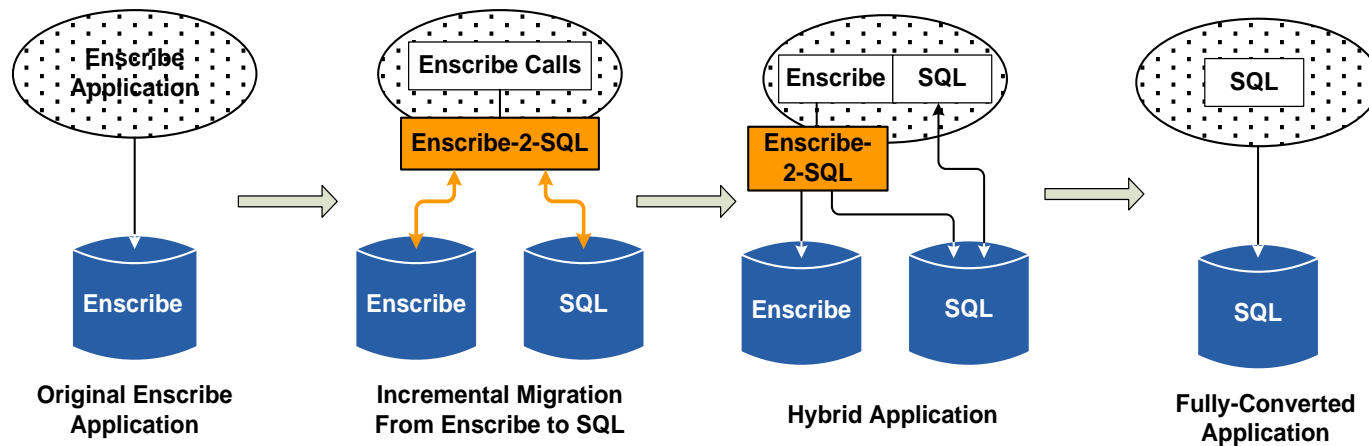 Enscribe
Application
Enscribe
Original Enscribe
Application
Enscribe Calls
Enscribe-2-SQL
Enscribe
SQL
Incremental Migration
From Enscribe to SQL
Enscribe
SQL
Enscribe-
2-SQL
Enscribe
SQL
Hybrid Application
SQL
SQL
Fully-Converted
Application